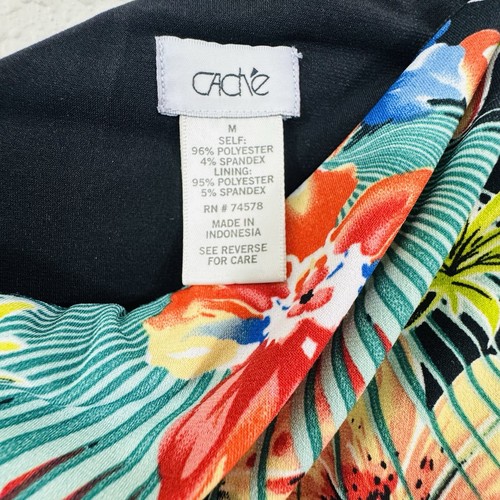 CAChé
M
SELF:
96% POLYESTER
4% SPANDEX
LINING:
95% POLYESTER
5% SPANDEX
RN # 74578
MADE IN
INDONESIA
SEE REVERSE
FOR CARE